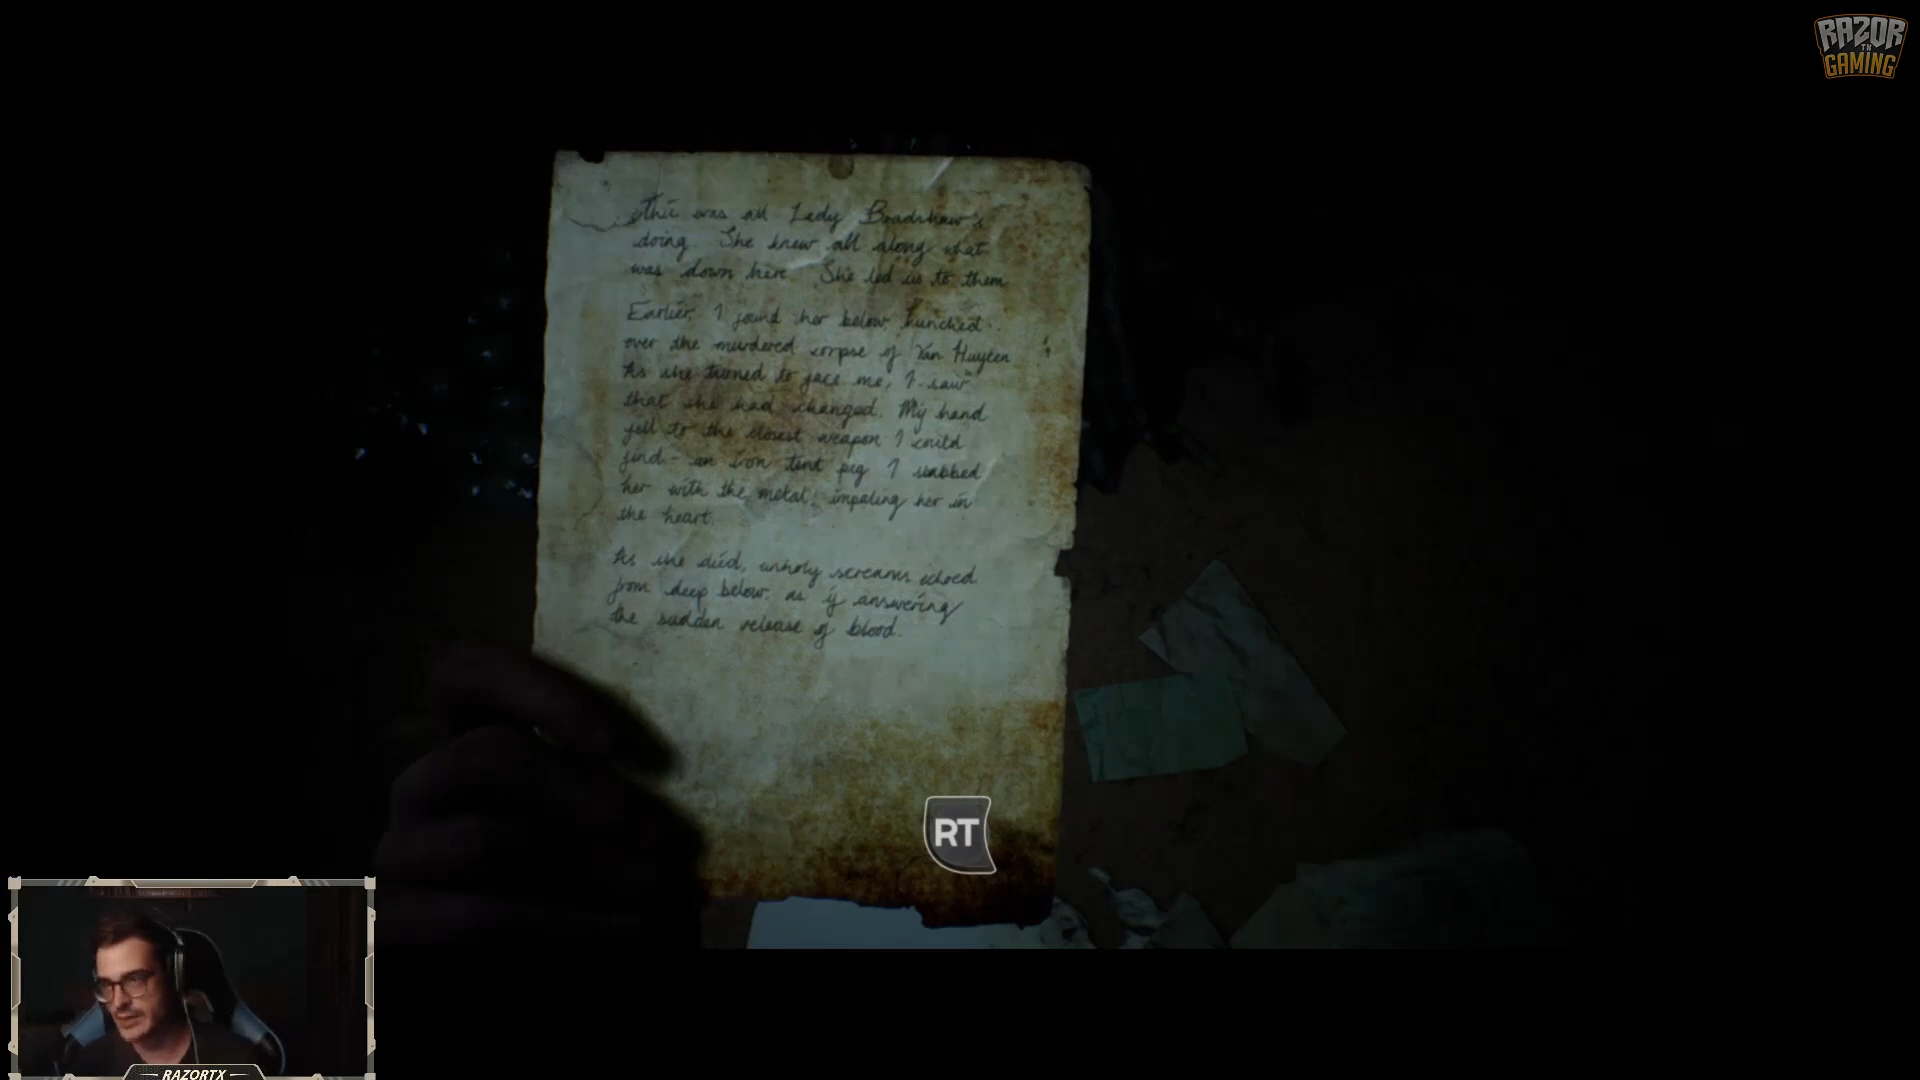 RAZOR
TN
GAMING
This was all Lady Bradshaw's
doing. She knew all along what
was down here. She led us to them
Earlier, I found her below, hunched
over the murdered corpse of Van Huyten
As she turned to face me, I saw
that she had changed. My hand
fell to the closest weapon I could
find - an iron tent peg. I stabbed
her with the metal, impaling her in
the heart.
As she died, unholy screams echoed
from deep below, as if answering
the sudden release of blood.
RT
RAZORTX